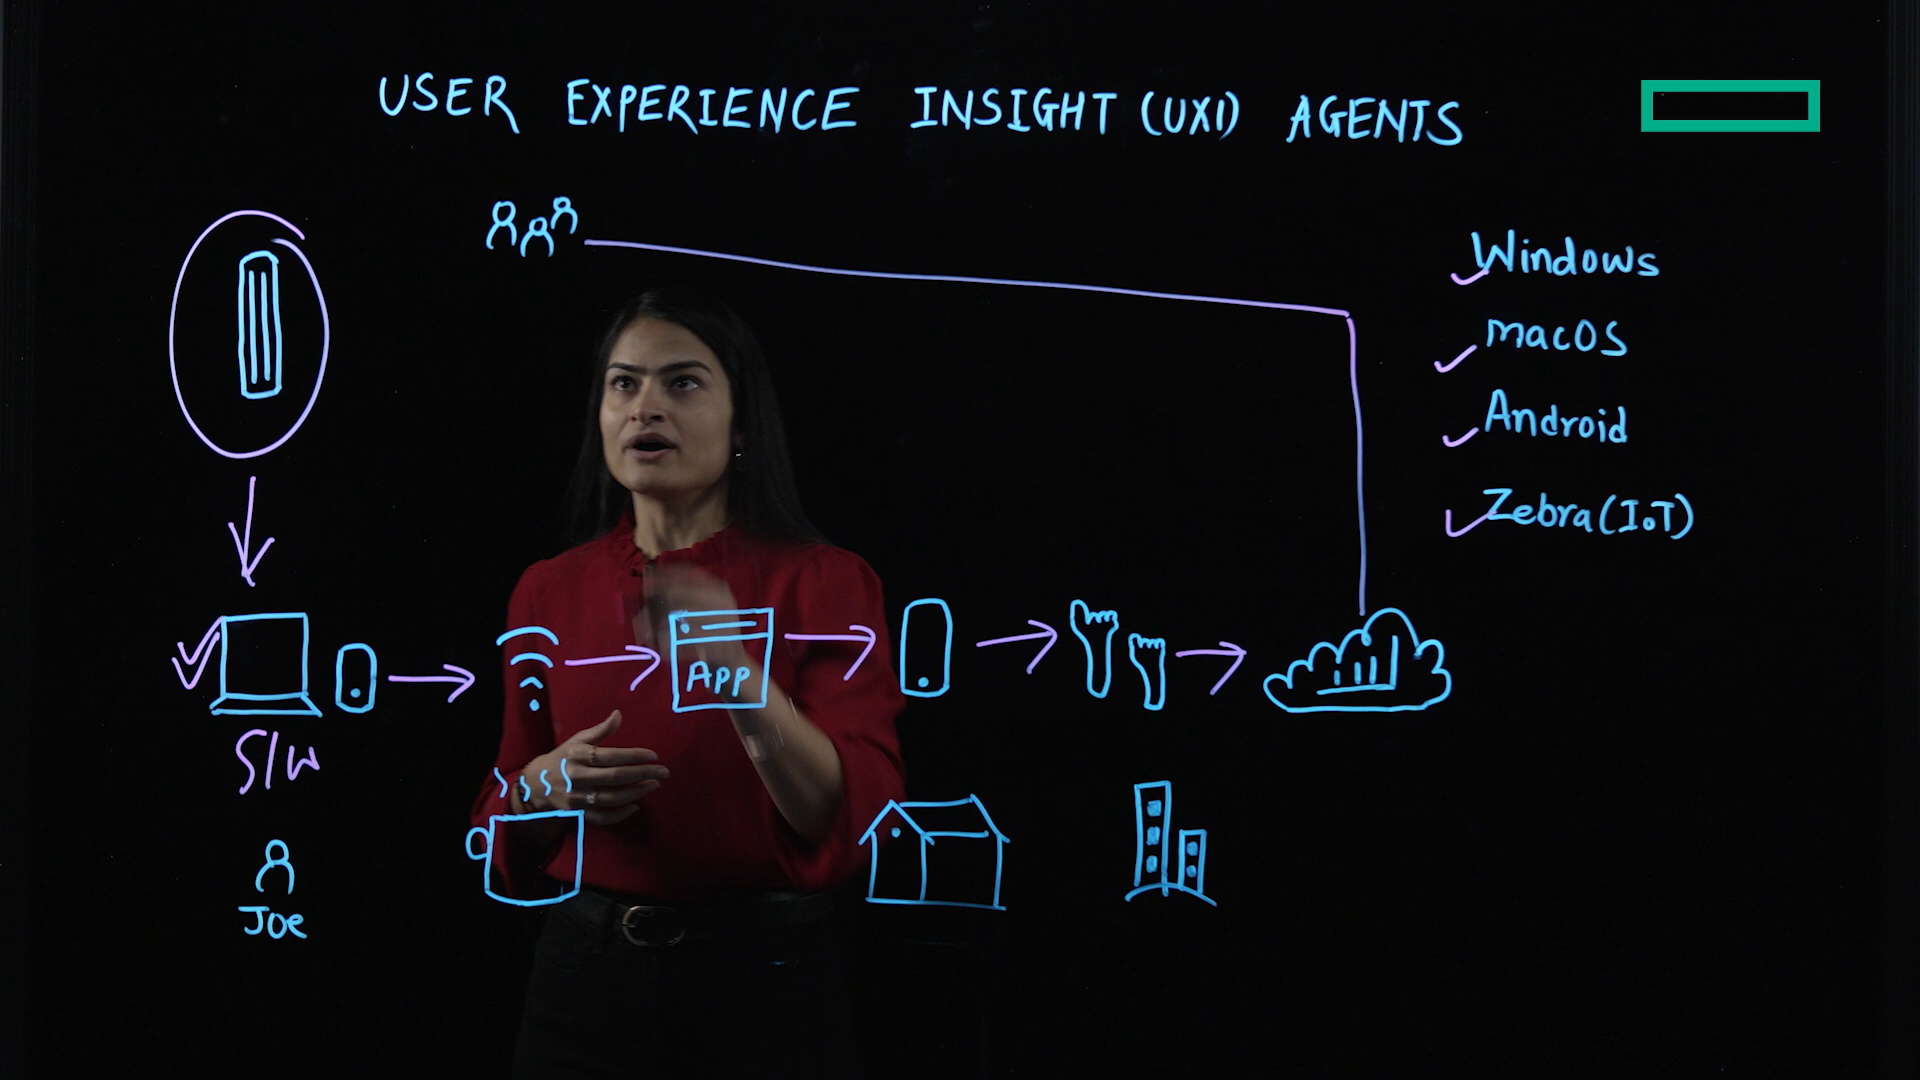 USER EXPERIENCE INSIGHT (UXI) AGENTS
Windows
macOS
Android
Zebra (IoT)
App
S/W
JOE